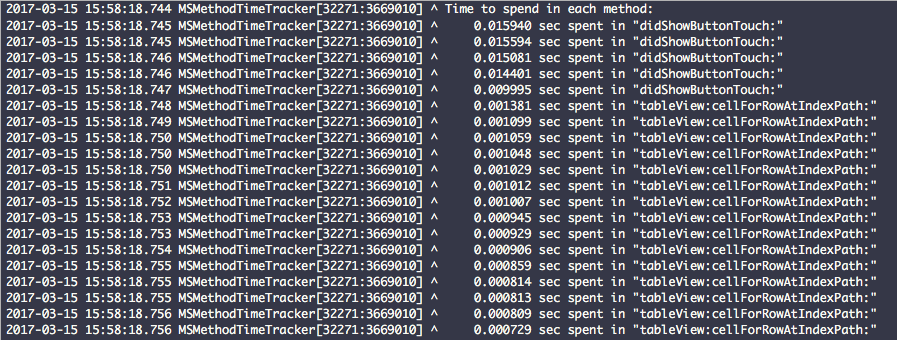 2017-03-15 15:58:18.744 MSMethodTimeTracker[32271:3669010] ^ Time to spend in each method:
2017-03-15 15:58:18.745 MSMethodTimeTracker[32271:3669010] ^     0.015940 sec spent in "didShowButtonTouch:"
2017-03-15 15:58:18.745 MSMethodTimeTracker[32271:3669010] ^     0.015594 sec spent in "didShowButtonTouch:"
2017-03-15 15:58:18.746 MSMethodTimeTracker[32271:3669010] ^     0.015081 sec spent in "didShowButtonTouch:"
2017-03-15 15:58:18.746 MSMethodTimeTracker[32271:3669010] ^     0.014401 sec spent in "didShowButtonTouch:"
2017-03-15 15:58:18.747 MSMethodTimeTracker[32271:3669010] ^     0.009995 sec spent in "didShowButtonTouch:"
2017-03-15 15:58:18.748 MSMethodTimeTracker[32271:3669010] ^     0.001381 sec spent in "tableView:cellForRowAtIndexPath:"
2017-03-15 15:58:18.749 MSMethodTimeTracker[32271:3669010] ^     0.001099 sec spent in "tableView:cellForRowAtIndexPath:"
2017-03-15 15:58:18.750 MSMethodTimeTracker[32271:3669010] ^     0.001059 sec spent in "tableView:cellForRowAtIndexPath:"
2017-03-15 15:58:18.750 MSMethodTimeTracker[32271:3669010] ^     0.001048 sec spent in "tableView:cellForRowAtIndexPath:"
2017-03-15 15:58:18.750 MSMethodTimeTracker[32271:3669010] ^     0.001029 sec spent in "tableView:cellForRowAtIndexPath:"
2017-03-15 15:58:18.751 MSMethodTimeTracker[32271:3669010] ^     0.001012 sec spent in "tableView:cellForRowAtIndexPath:"
2017-03-15 15:58:18.752 MSMethodTimeTracker[32271:3669010] ^     0.001007 sec spent in "tableView:cellForRowAtIndexPath:"
2017-03-15 15:58:18.753 MSMethodTimeTracker[32271:3669010] ^     0.000945 sec spent in "tableView:cellForRowAtIndexPath:"
2017-03-15 15:58:18.753 MSMethodTimeTracker[32271:3669010] ^     0.000929 sec spent in "tableView:cellForRowAtIndexPath:"
2017-03-15 15:58:18.754 MSMethodTimeTracker[32271:3669010] ^     0.000906 sec spent in "tableView:cellForRowAtIndexPath:"
2017-03-15 15:58:18.755 MSMethodTimeTracker[32271:3669010] ^     0.000859 sec spent in "tableView:cellForRowAtIndexPath:"
2017-03-15 15:58:18.755 MSMethodTimeTracker[32271:3669010] ^     0.000814 sec spent in "tableView:cellForRowAtIndexPath:"
2017-03-15 15:58:18.755 MSMethodTimeTracker[32271:3669010] ^     0.000813 sec spent in "tableView:cellForRowAtIndexPath:"
2017-03-15 15:58:18.756 MSMethodTimeTracker[32271:3669010] ^     0.000809 sec spent in "tableView:cellForRowAtIndexPath:"
2017-03-15 15:58:18.756 MSMethodTimeTracker[32271:3669010] ^     0.000729 sec spent in "tableView:cellForRowAtIndexPath:"